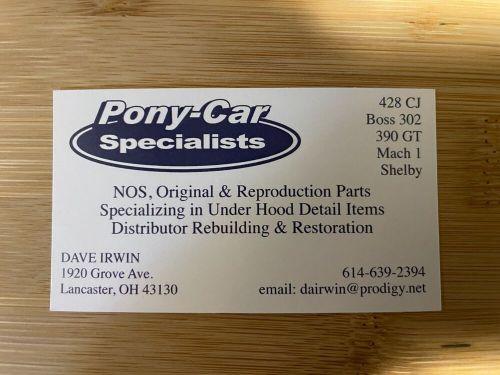 Pony-Car
Specialists
428 CJ
Boss 302
390 GT
Mach 1
Shelby
NOS, Original & Reproduction Parts
Specializing in Under Hood Detail Items
Distributor Rebuilding & Restoration
DAVE IRWIN
1920 Grove Ave.
Lancaster, OH 43130
614-639-2394
email: dairwin@prodigy.net